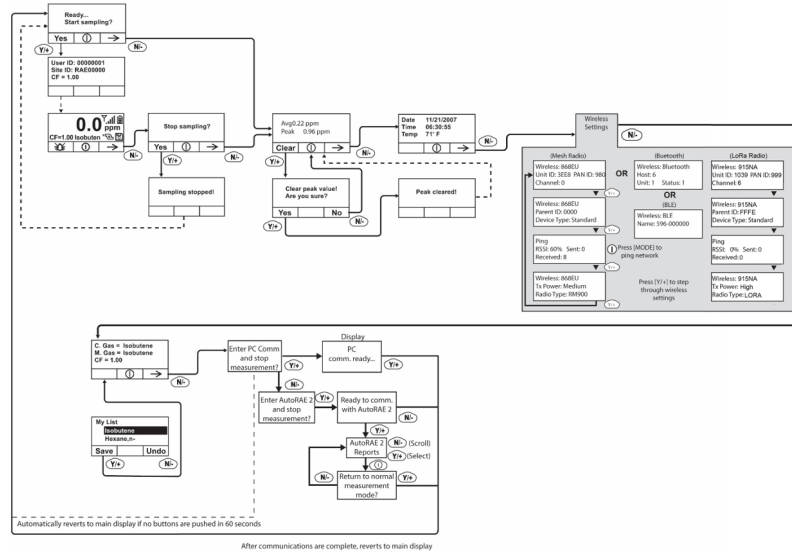 Ready...
Start sampling?
Yes
Y/+
N/-
User ID: 00000001
Site ID: RAE00000
CF = 1.00
0.0 ppm
CF=1.00 Isobuten
N/-
Stop sampling?
Yes
Y/+
N/-
Sampling stopped!
Avg0.22 ppm
Peak 0.96 ppm
Clear
Y/+
N/-
Clear peak value!
Are you sure?
Yes No
Y/+
N/-
Peak cleared!
Date 11/21/2007
Time 06:30:55
Temp 71° F
N/-
Wireless
Settings
N/-
(Mesh Radio)
Wireless: 868EU
Unit ID: 3EE8 PAN ID: 980
Channel: 0
Y/+
Wireless: 868EU
Parent ID: 0000
Device Type: Standard
Y/+
Ping
RSSI: 60% Sent: 0
Received: 8
Y/+
Wireless: 868EU
Tx Power: Medium
Radio Type: RM900
Y/+
OR
(Buetooth)
Wireless: Bluetooth
Host: 6
Unit: 1 Status: 1
OR
(BLE)
Wireless: BLE
Name: 596-000000
Press [MODE] to
ping network
Press [Y/+] to step
through wireless
settings
(LoRa Radio)
Wireless: 915NA
Unit ID: 1039 PAN ID:999
Channel: 6
Wireless: 915NA
Parent ID: FFFE
Device Type: Standard
Ping
RSSI: 0% Sent: 0
Received: 0
Wireless: 915NA
Tx Power: High
Radio Type: LORA
C. Gas = Isobutene
M. Gas = Isobutene
CF = 1.00
N/-
My List
Isobutene
Hexane,n-
Save Undo
Y/+
N/-
Enter PC Comm
and stop
measurement?
Y/+
N/-
Display
PC
comm. ready...
Y/+
Enter AutoRAE 2
and stop
measurement?
Y/+
Ready to comm.
with AutoRAE 2
N/-
Y/+
AutoRAE 2
Reports
N/- (Scroll)
Y/+ (Select)
Return to normal
measurement
mode?
N/-
Y/+
Automatically reverts to main display if no buttons are pushed in 60 seconds
After communications are complete, reverts to main display